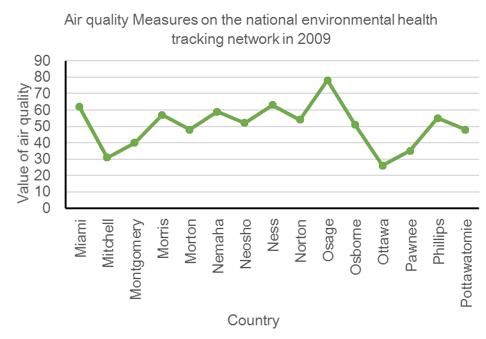 Air quality Measures on the national environmental health
tracking network in 2009
Value of air quality
90
80
70
60
50
40
30
20
10
0
Miami
Mitchell
Montgomery
Morris
Morton
Nemaha
Neosho
Ness
Norton
Osage
Osborne
Ottawa
Pawnee
Phillips
Pottawatomie
Country